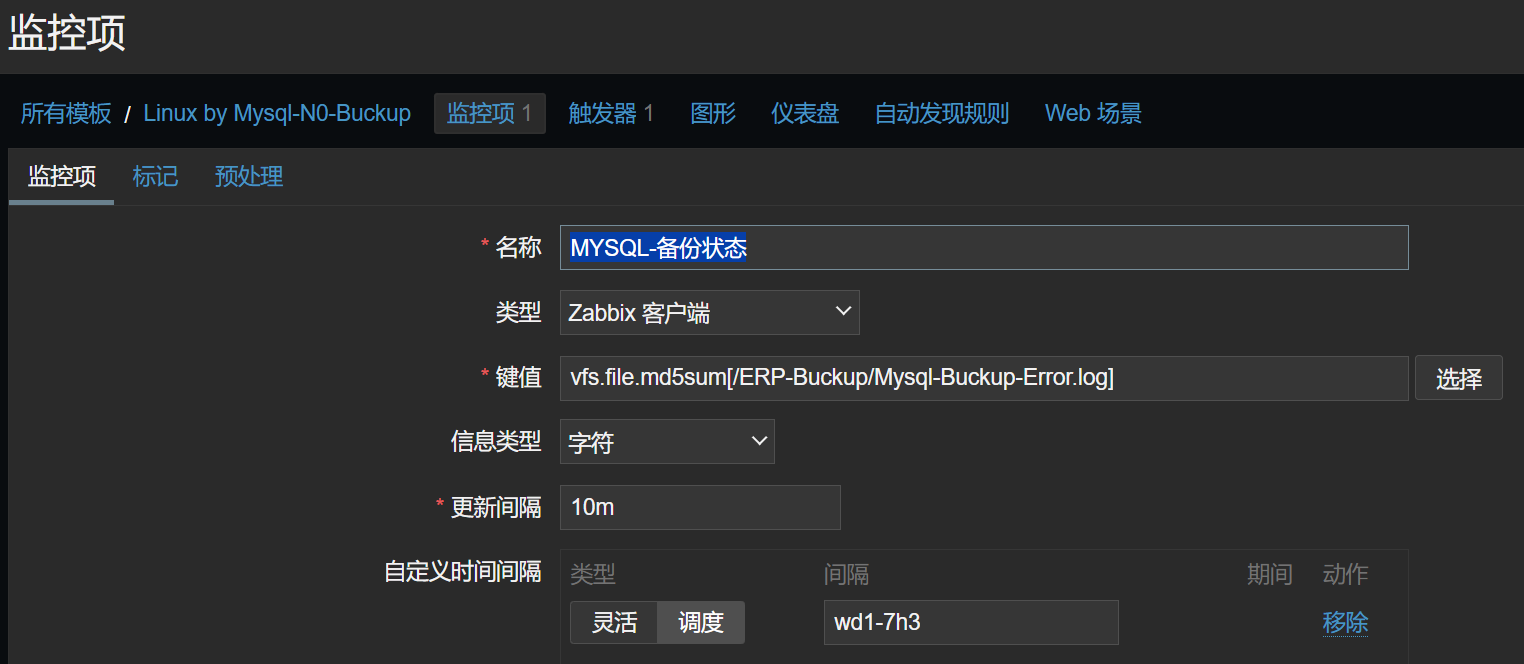 监控项
所有模板 / Linux by Mysql-N0-Buckup 监控项 1 触发器 1 图形 仪表盘 自动发现规则 Web 场景
监控项 标记 预处理
* 名称 MYSQL-备份状态
类型 Zabbix 客户端
* 键值 vfs.file.md5sum[/ERP-Buckup/Mysql-Buckup-Error.log] 选择
信息类型 字符
* 更新间隔 10m
自定义时间间隔 类型 间隔 期间 动作
灵活 调度 wd1-7h3 移除